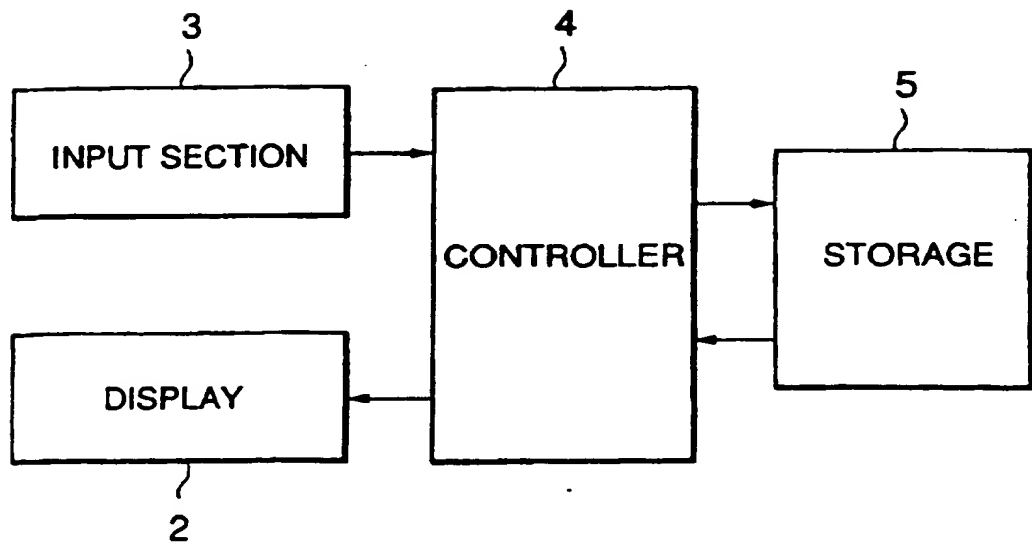 3
4
5
INPUT SECTION
CONTROLLER
STORAGE
DISPLAY
2